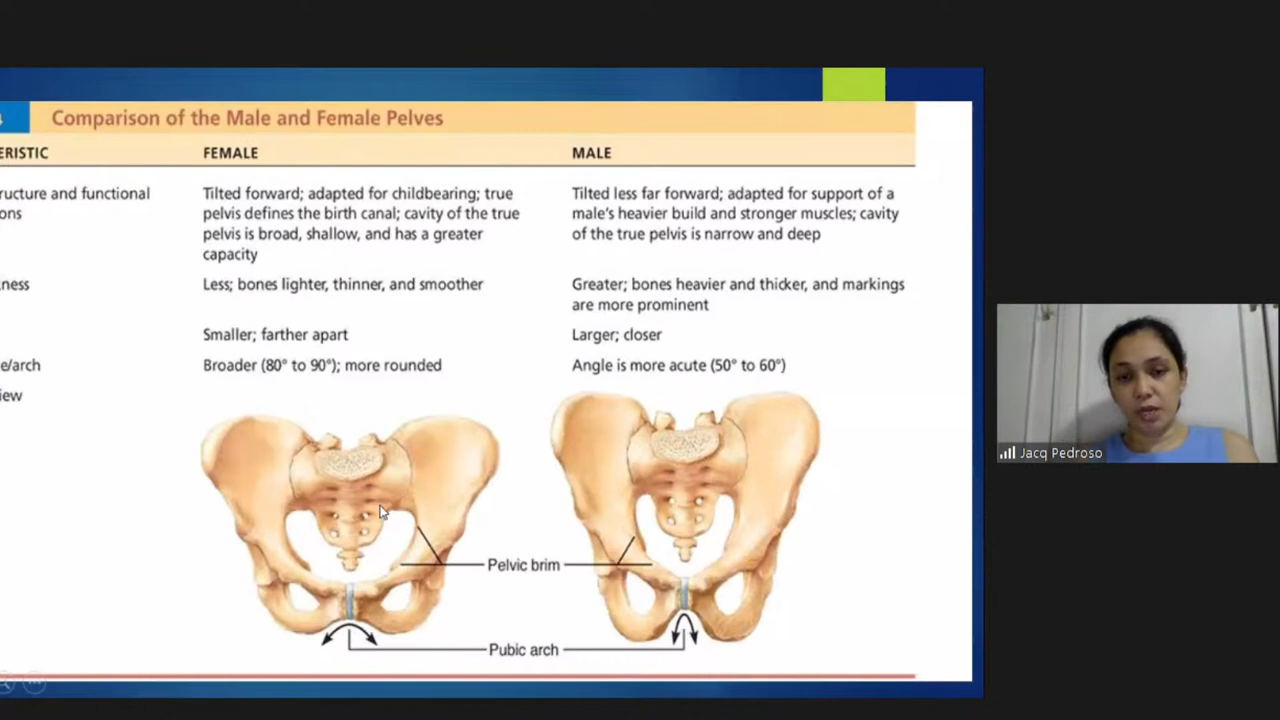 Comparison of the Male and Female Pelves
ERISTIC FEMALE MALE
ructure and functional
ons
Tilted forward; adapted for childbearing; true
pelvis defines the birth canal; cavity of the true
pelvis is broad, shallow, and has a greater
capacity
Tilted less far forward; adapted for support of a
male's heavier build and stronger muscles; cavity
of the true pelvis is narrow and deep
ness
Less; bones lighter, thinner, and smoother
Greater; bones heavier and thicker, and markings
are more prominent
Smaller; farther apart
Larger; closer
e/arch
Broader (80° to 90°); more rounded
Angle is more acute (50° to 60°)
iew
Pelvic brim
Pubic arch
Jacq Pedroso